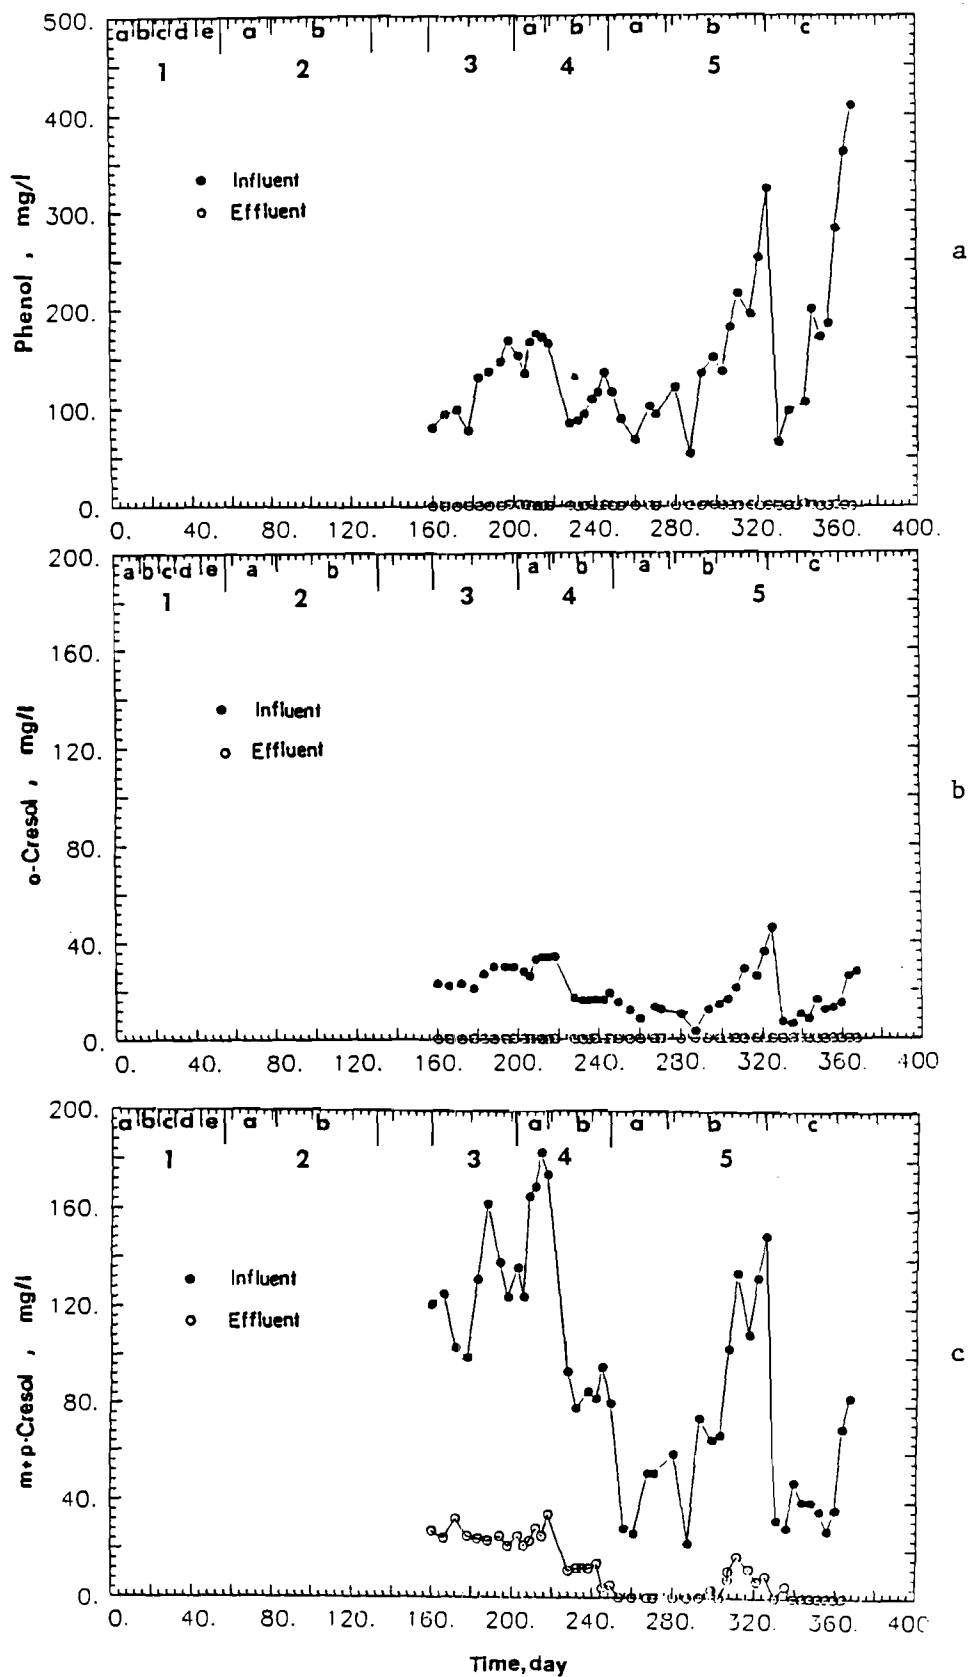 500.
a b c d e a b a b a b c
1 2 3 4 5
400.
Influent
300.
Effluent
Phenol , mg/l
a
200.
100.
0.
0. 40. 80. 120. 160. 200. 240. 280. 320. 360. 400.
200.
a b c d e a b a b a b c
1 2 3 4 5
160.
Influent
120.
Effluent
o-Cresol , mg/l
b
80.
40.
0.
0. 40. 80. 120. 160. 200. 240. 280. 320. 360. 400
200.
a b c d e a b a b a b c
1 2 3 4 5
160.
Influent
120.
Effluent
m+p·Cresol , mg/l
c
80.
40.
0.
0. 40. 80. 120. 160. 200. 240. 280. 320. 360. 400
Time, day